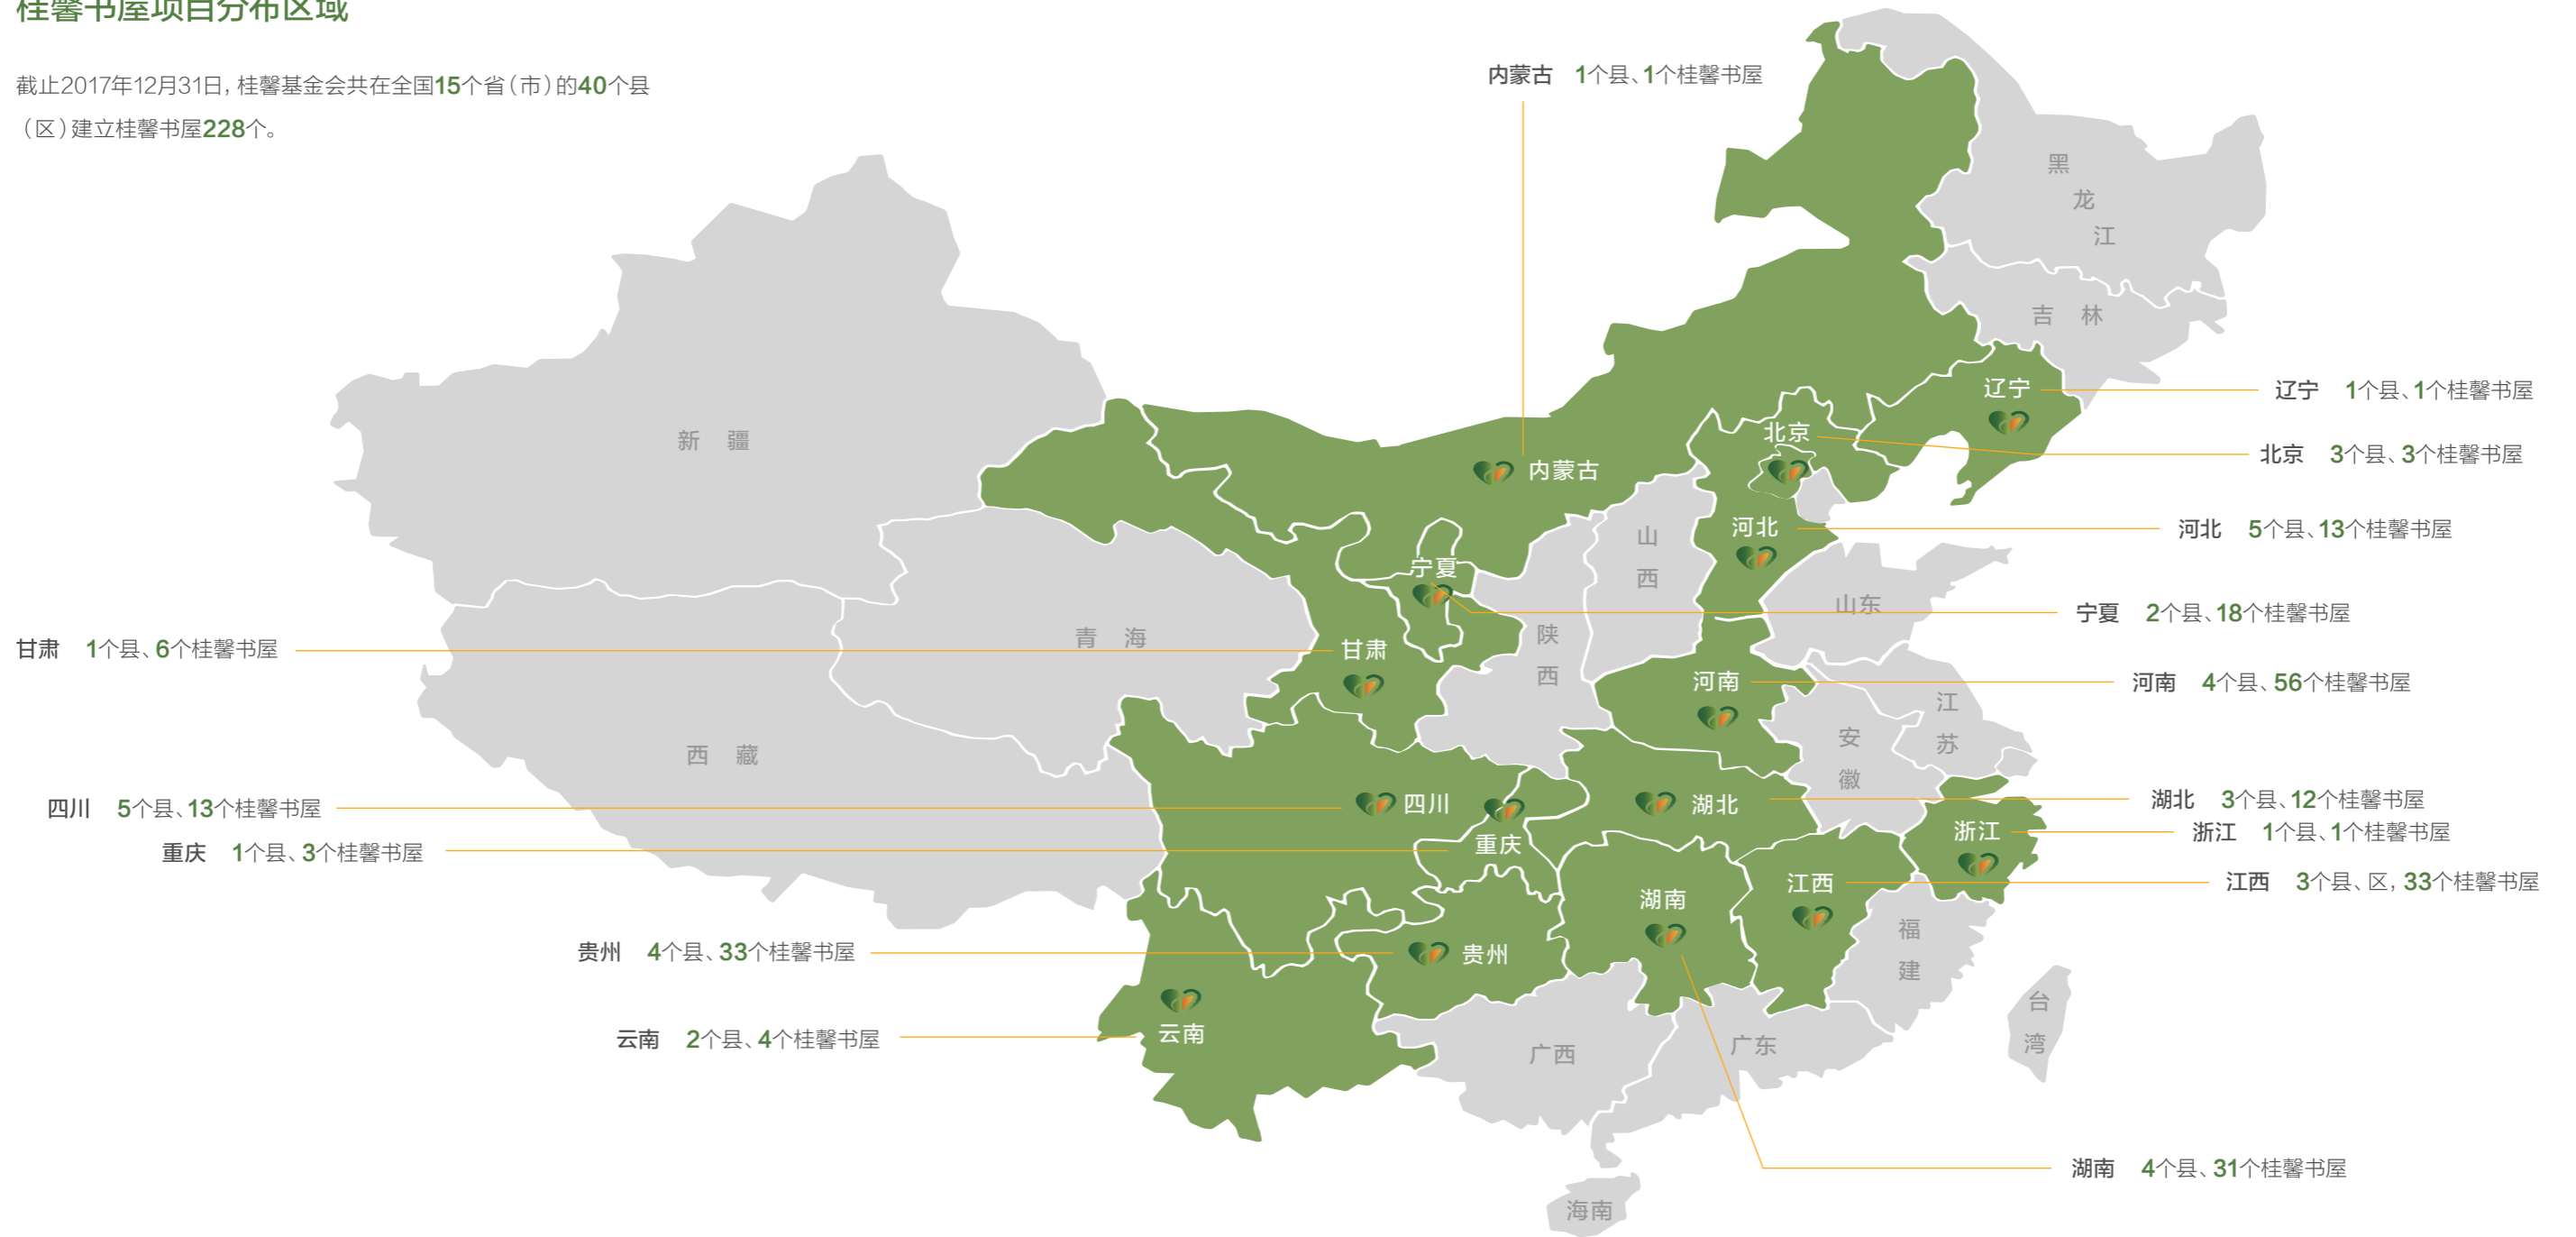 桂馨书屋项目分布区域
截止2017年12月31日，桂馨基金会共在全国15个省（市）的40个县
（区）建立桂馨书屋228个。
内蒙古 1个县、1个桂馨书屋
黑
龙
江
吉 林
辽宁
辽宁 1个县、1个桂馨书屋
北京
北京 3个县、3个桂馨书屋
新 疆
内蒙古
河北
河北 5个县、13个桂馨书屋
山
西
宁夏
宁夏 2个县、18个桂馨书屋
山东
青 海
陕
西
甘肃 1个县、6个桂馨书屋
甘肃
河南
河南 4个县、56个桂馨书屋
江
苏
安
徽
西 藏
四川 5个县、13个桂馨书屋
四川
湖北
湖北 3个县、12个桂馨书屋
浙江
浙江 1个县、1个桂馨书屋
重庆 1个县、3个桂馨书屋
重庆
江西
江西 3个县、区，33个桂馨书屋
湖南
福
建
贵州 4个县、33个桂馨书屋
贵州
台
湾
云南 2个县、4个桂馨书屋
云南
广西
广东
湖南 4个县、31个桂馨书屋
海南